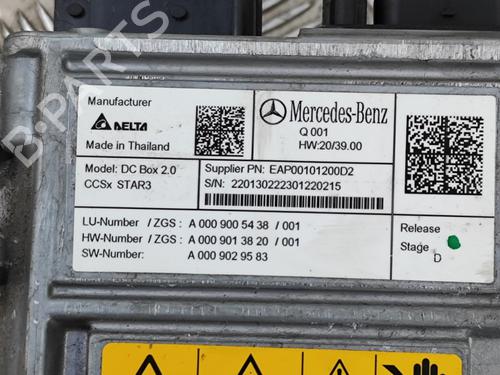 Manufacturer
DELTA
Made in Thailand
Mercedes-Benz
Q 001
HW:20/39.00
Model: DC Box 2.0
CCSx STAR3
Supplier PN: EAP00101200D2
S/N: 220130222301220215
LU-Number / ZGS : A 000 900 54 38 / 001
HW-Number / ZGS : A 000 901 38 20 / 001
SW-Number: A 000 902 95 83
Release
Stage
D
B-PARTS